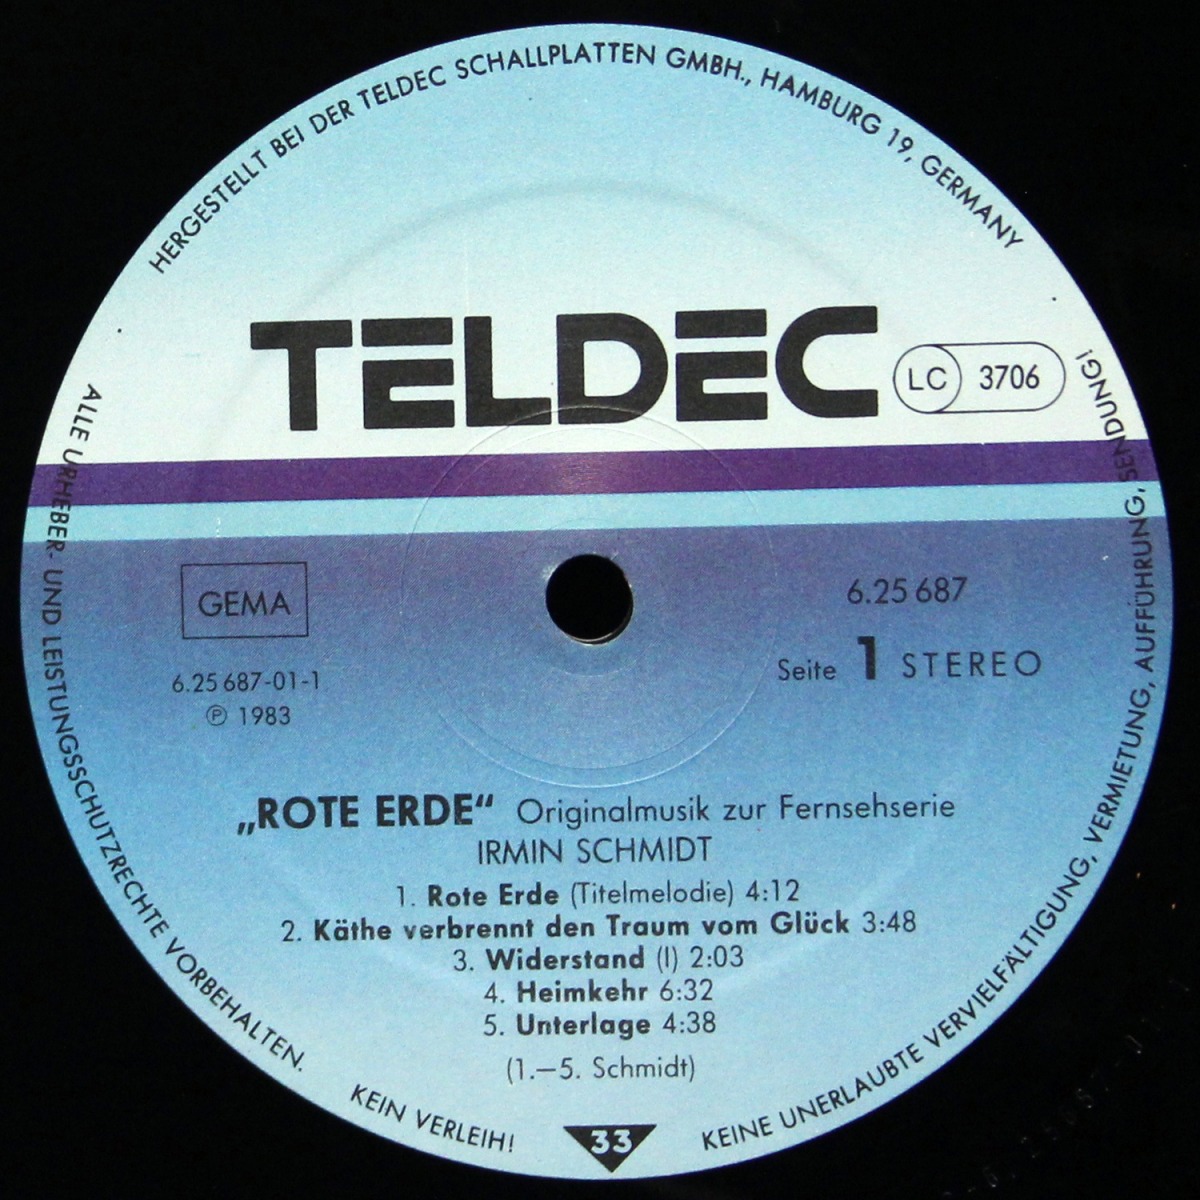 HERGESTELLT BEI DER TELDEC SCHALLPLATTEN GMBH., HAMBURG 19, GERMANY
TELDEC
LC 3706
GEMA
6.25 687-01-1
℗ 1983
6.25 687
Seite 1 STEREO
„ROTE ERDE“ Originalmusik zur Fernsehserie
IRMIN SCHMIDT
1. Rote Erde (Titelmelodie) 4:12
2. Käthe verbrennt den Traum vom Glück 3:48
3. Widerstand (I) 2:03
4. Heimkehr 6:32
5. Unterlage 4:38
(1.–5. Schmidt)
33
ALLE URHEBER- UND LEISTUNGSSCHUTZRECHTE VORBEHALTEN. KEIN VERLEIH! KEINE UNERLAUBTE VERVIELFÄLTIGUNG, VERMIETUNG, AUFFÜHRUNG, SENDUNG!